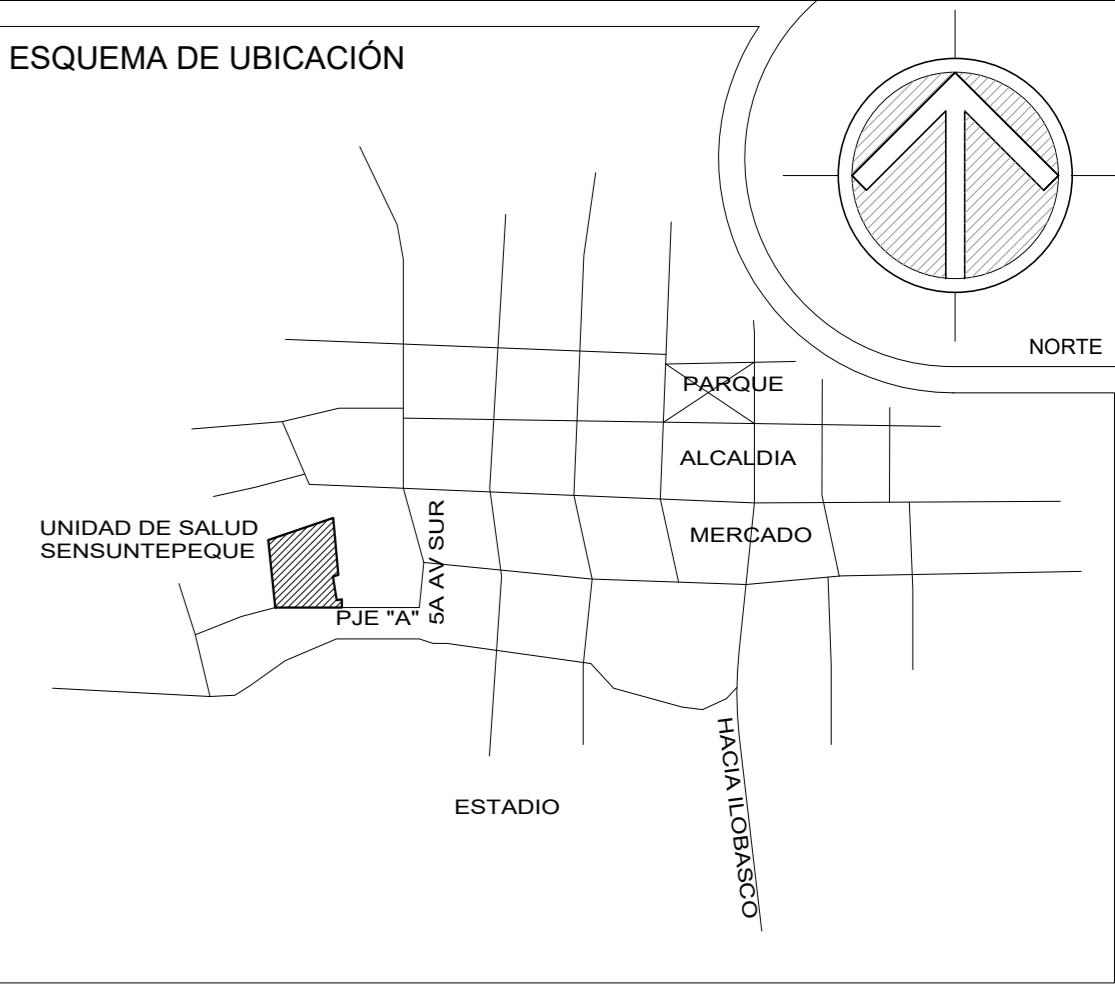 ESQUEMA DE UBICACIÓN
NORTE
PARQUE
ALCALDIA
MERCADO
UNIDAD DE SALUD
SENSUNTEPEQUE
5A AV SUR
PJE "A"
HACIA ILOBASCO
ESTADIO